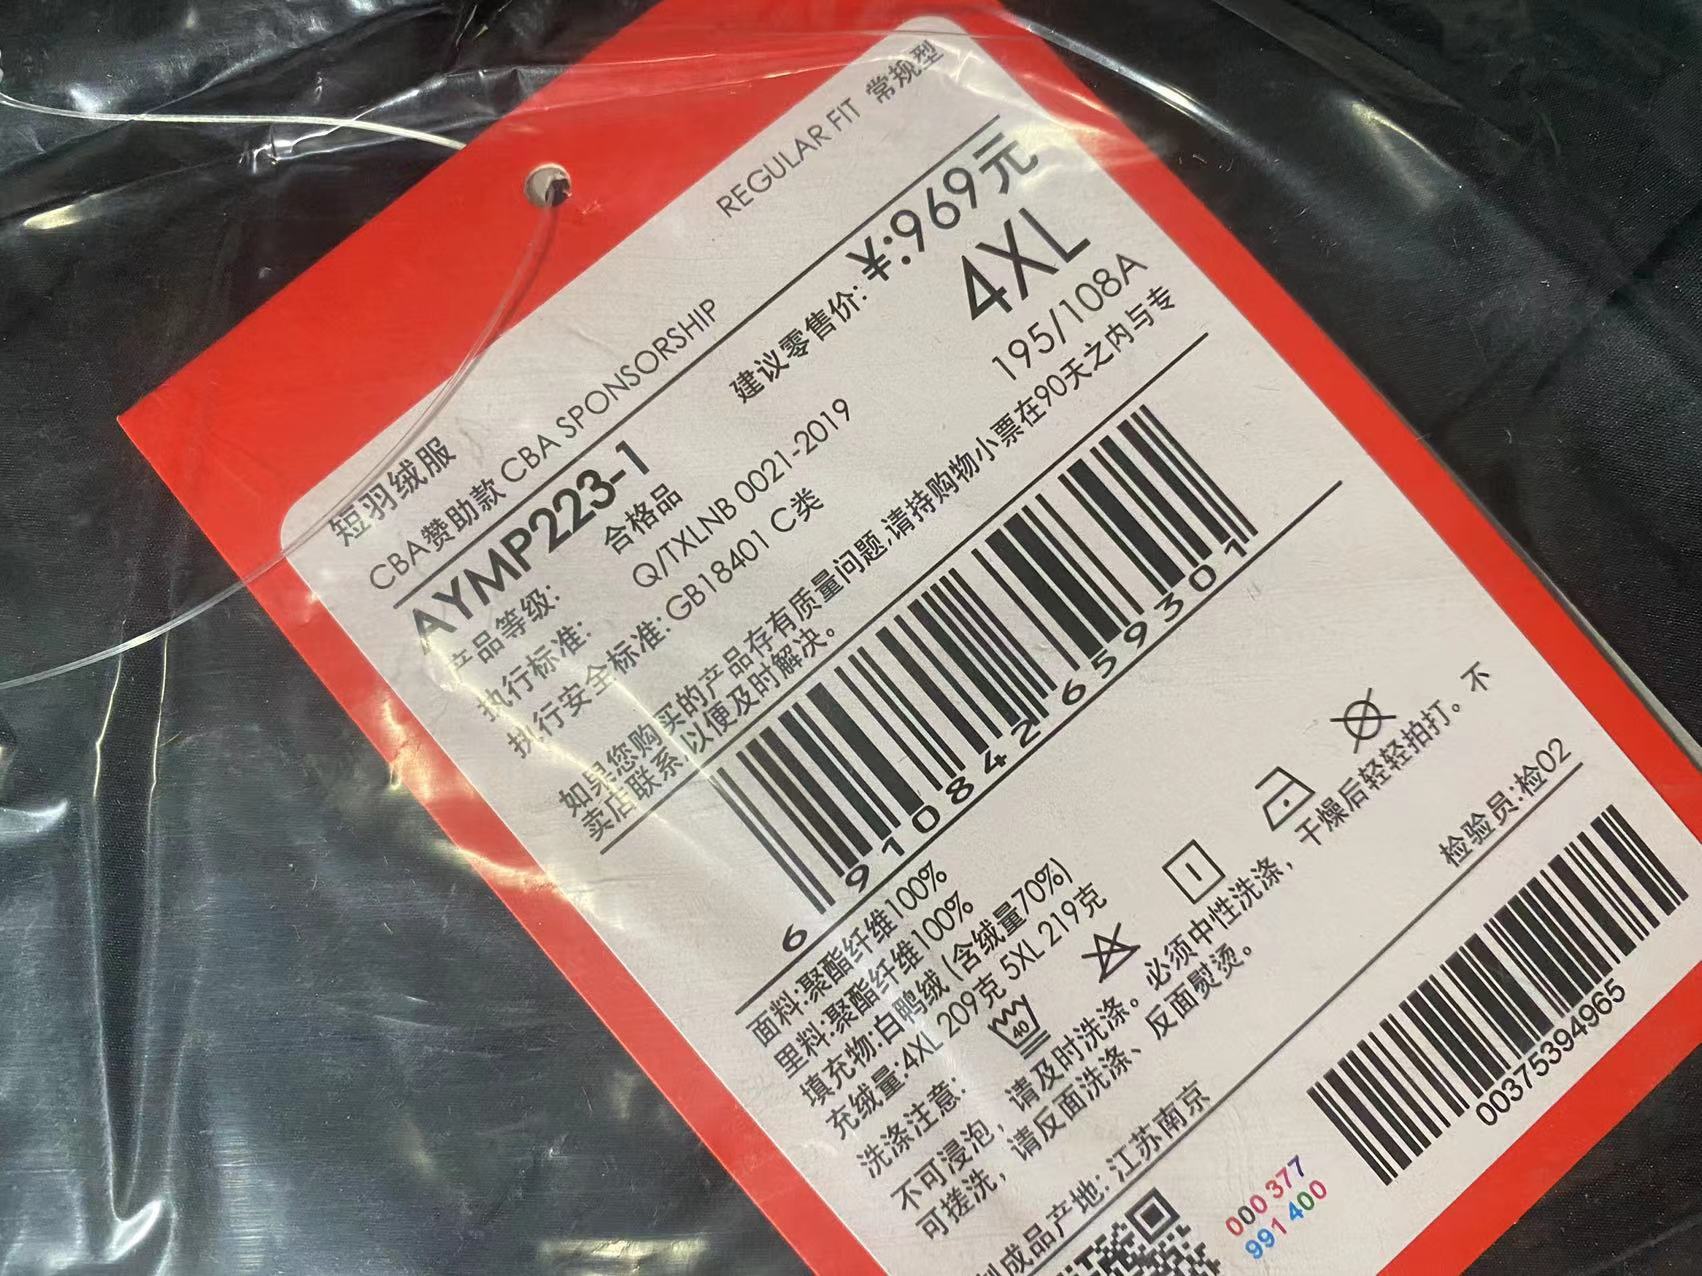 REGULAR FIT 常规型
短羽绒服
CBA赞助款 CBA SPONSORSHIP
AYMP223-1
建议零售价: ¥:969元
产品等级: 合格品
4XL
执行标准: Q/TXLNB 0021-2019
195/108A
执行安全标准: GB18401 C类
如果您购买的产品存有质量问题,请持购物小票在90天之内与专
卖店联系,以便及时解决。
6 910842 659301
面料:聚酯纤维100%
里料:聚酯纤维100%
填充物:白鸭绒 (含绒量70%)
充绒量:4XL 209克 5XL 219克
洗涤注意:
40
不可浸泡, 请及时洗涤。必须中性洗涤, 干燥后轻轻拍打。不
可搓洗, 请反面洗涤、反面熨烫。
检验员:检02
制成品产地: 江苏南京
000 377
991 400
00375394965